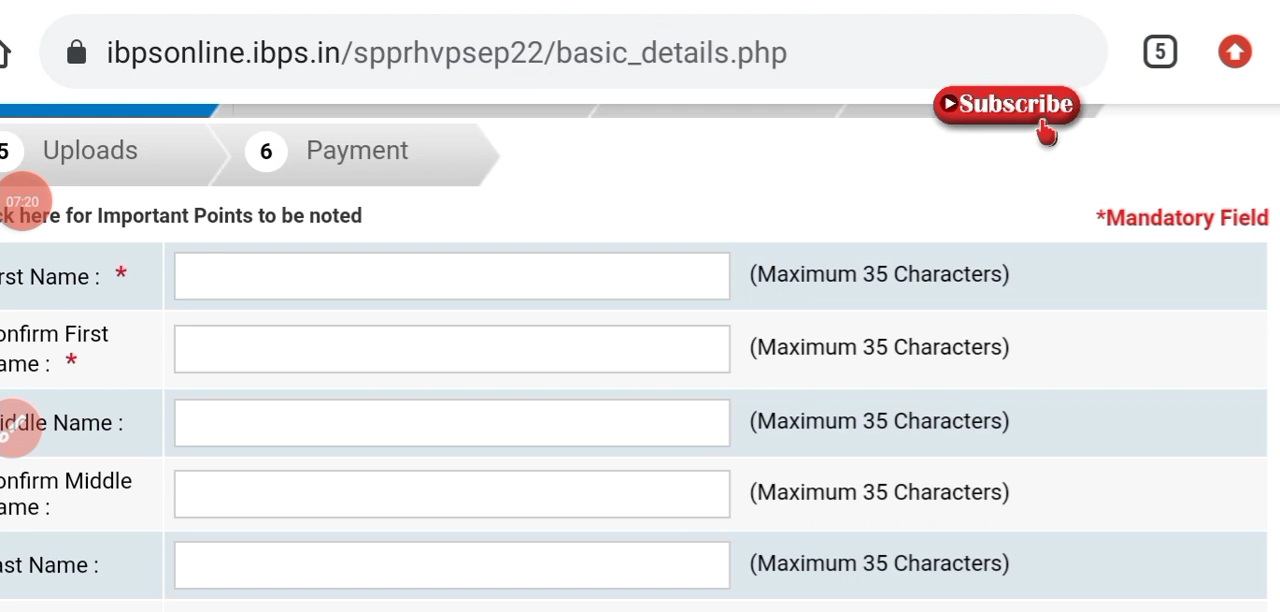 ibpsonline.ibps.in/spprhvpsep22/basic_details.php
5
Subscribe
5 Uploads 6 Payment
07:20
ck here for Important Points to be noted
*Mandatory Field
rst Name : * (Maximum 35 Characters)
onfirm First
ame : * (Maximum 35 Characters)
iddle Name : (Maximum 35 Characters)
onfirm Middle
ame : (Maximum 35 Characters)
ast Name : (Maximum 35 Characters)